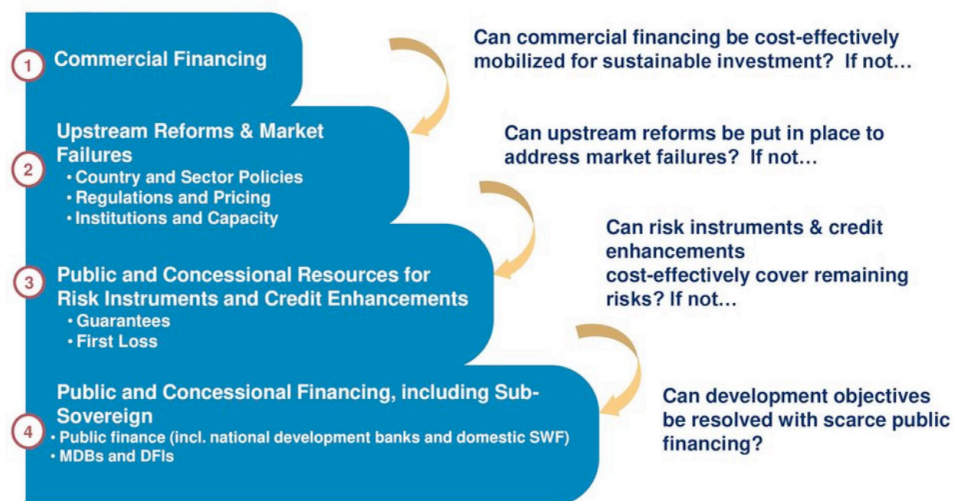 1
Commercial Financing
Can commercial financing be cost-effectively
mobilized for sustainable investment? If not…
2
Upstream Reforms & Market
Failures
• Country and Sector Policies
• Regulations and Pricing
• Institutions and Capacity
Can upstream reforms be put in place to
address market failures? If not…
3
Public and Concessional Resources for
Risk Instruments and Credit Enhancements
• Guarantees
• First Loss
Can risk instruments & credit
enhancements
cost-effectively cover remaining
risks? If not…
4
Public and Concessional Financing, including Sub-
Sovereign
• Public finance (incl. national development banks and domestic SWF)
• MDBs and DFIs
Can development objectives
be resolved with scarce public
financing?